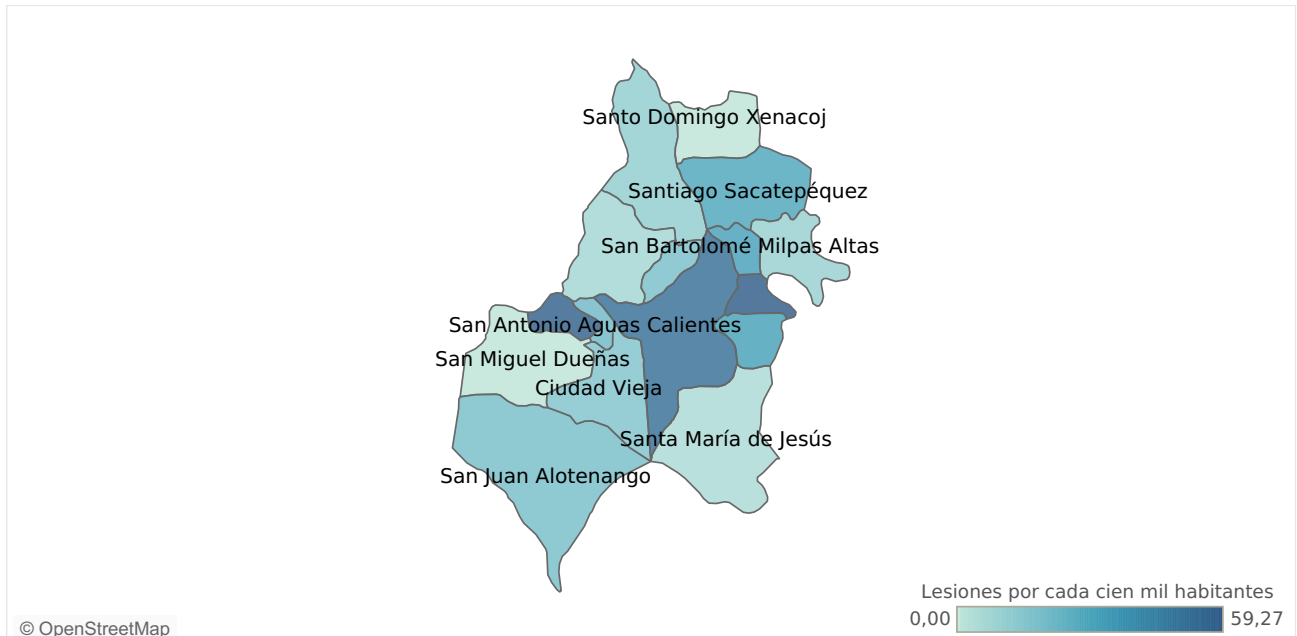 Santo Domingo Xenacoj
Santiago Sacatepéquez
San Bartolomé Milpas Altas
San Antonio Aguas Calientes
San Miguel Dueñas
Ciudad Vieja
Santa María de Jesús
San Juan Alotenango
Lesiones por cada cien mil habitantes
0,00 59,27
© OpenStreetMap